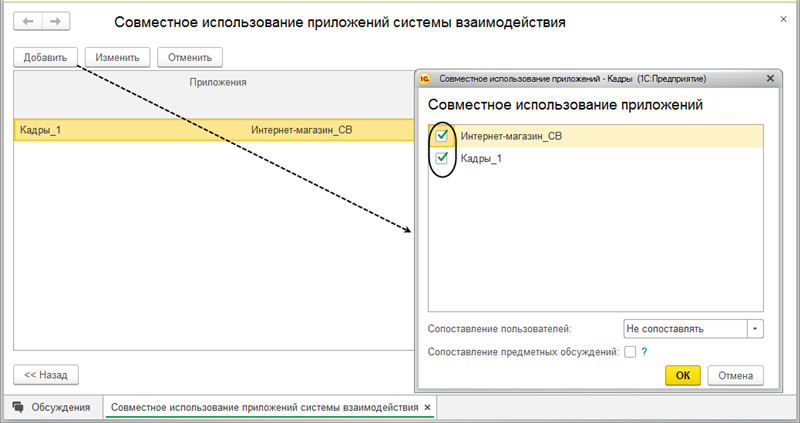 Совместное использование приложений системы взаимодействия
Добавить Изменить Отменить
Приложения
Кадры_1 Интернет-магазин_СВ
<< Назад
Обсуждения Совместное использование приложений системы взаимодействия ×
1С Совместное использование приложений - Кадры (1С:Предприятие)
Совместное использование приложений
Интернет-магазин_СВ
Кадры_1
Сопоставление пользователей: Не сопоставлять
Сопоставление предметных обсуждений: ?
ОК Отмена